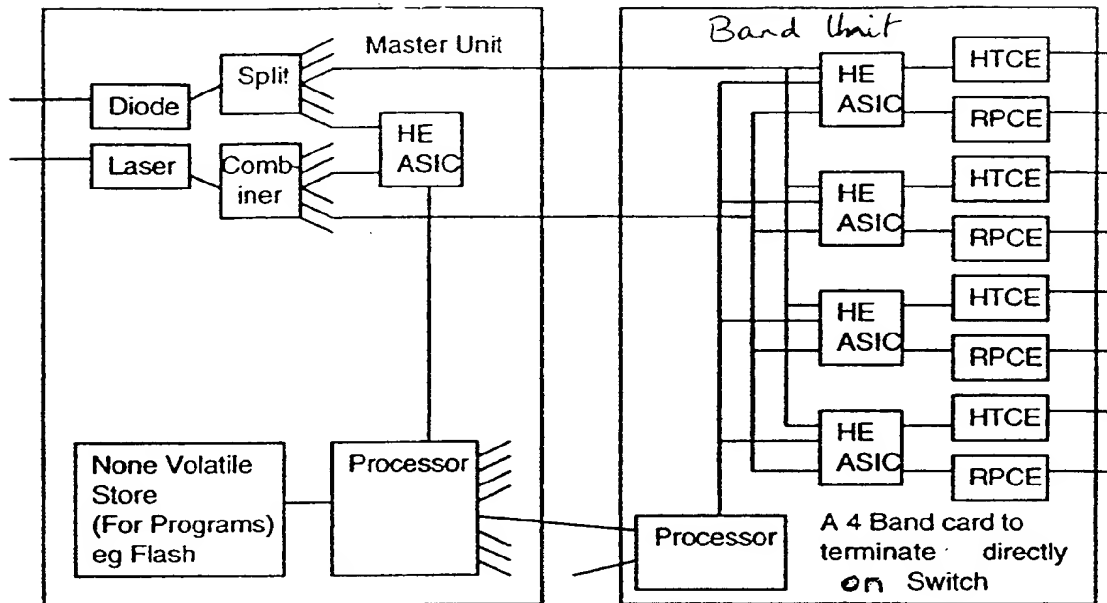 Master Unit
Split
Diode
HE
ASIC
Laser
Comb
iner
None Volatile
Store
(For Programs)
eg Flash
Processor
Band Unit
HE
ASIC
HTCE
RPCE
HE
ASIC
HTCE
RPCE
HE
ASIC
HTCE
RPCE
HE
ASIC
HTCE
RPCE
Processor
A 4 Band card to
terminate directly
on Switch